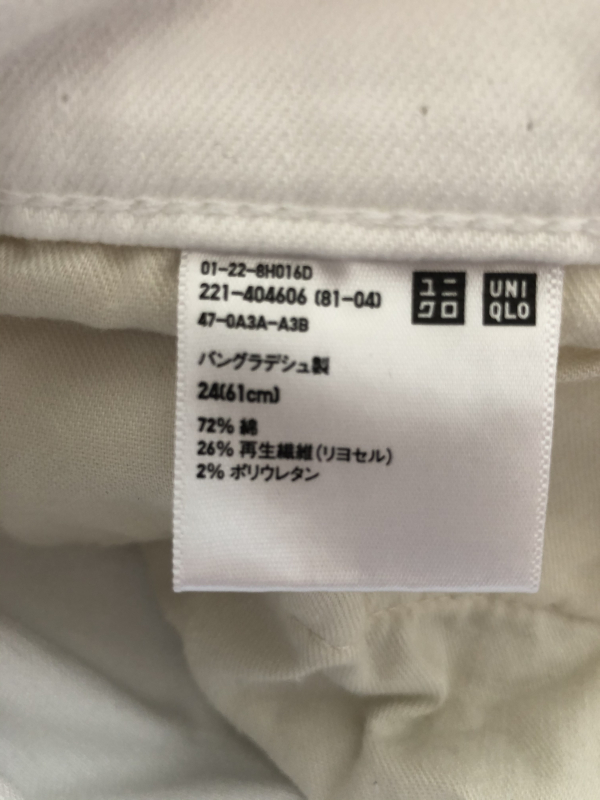 01-22-8H016D
221-404606 (81-04)
47-0A3A-A3B
ユニ
クロ
UNI
QLO
バングラデシュ製
24(61cm)
72% 綿
26% 再生繊維(リヨセル)
2% ポリウレタン